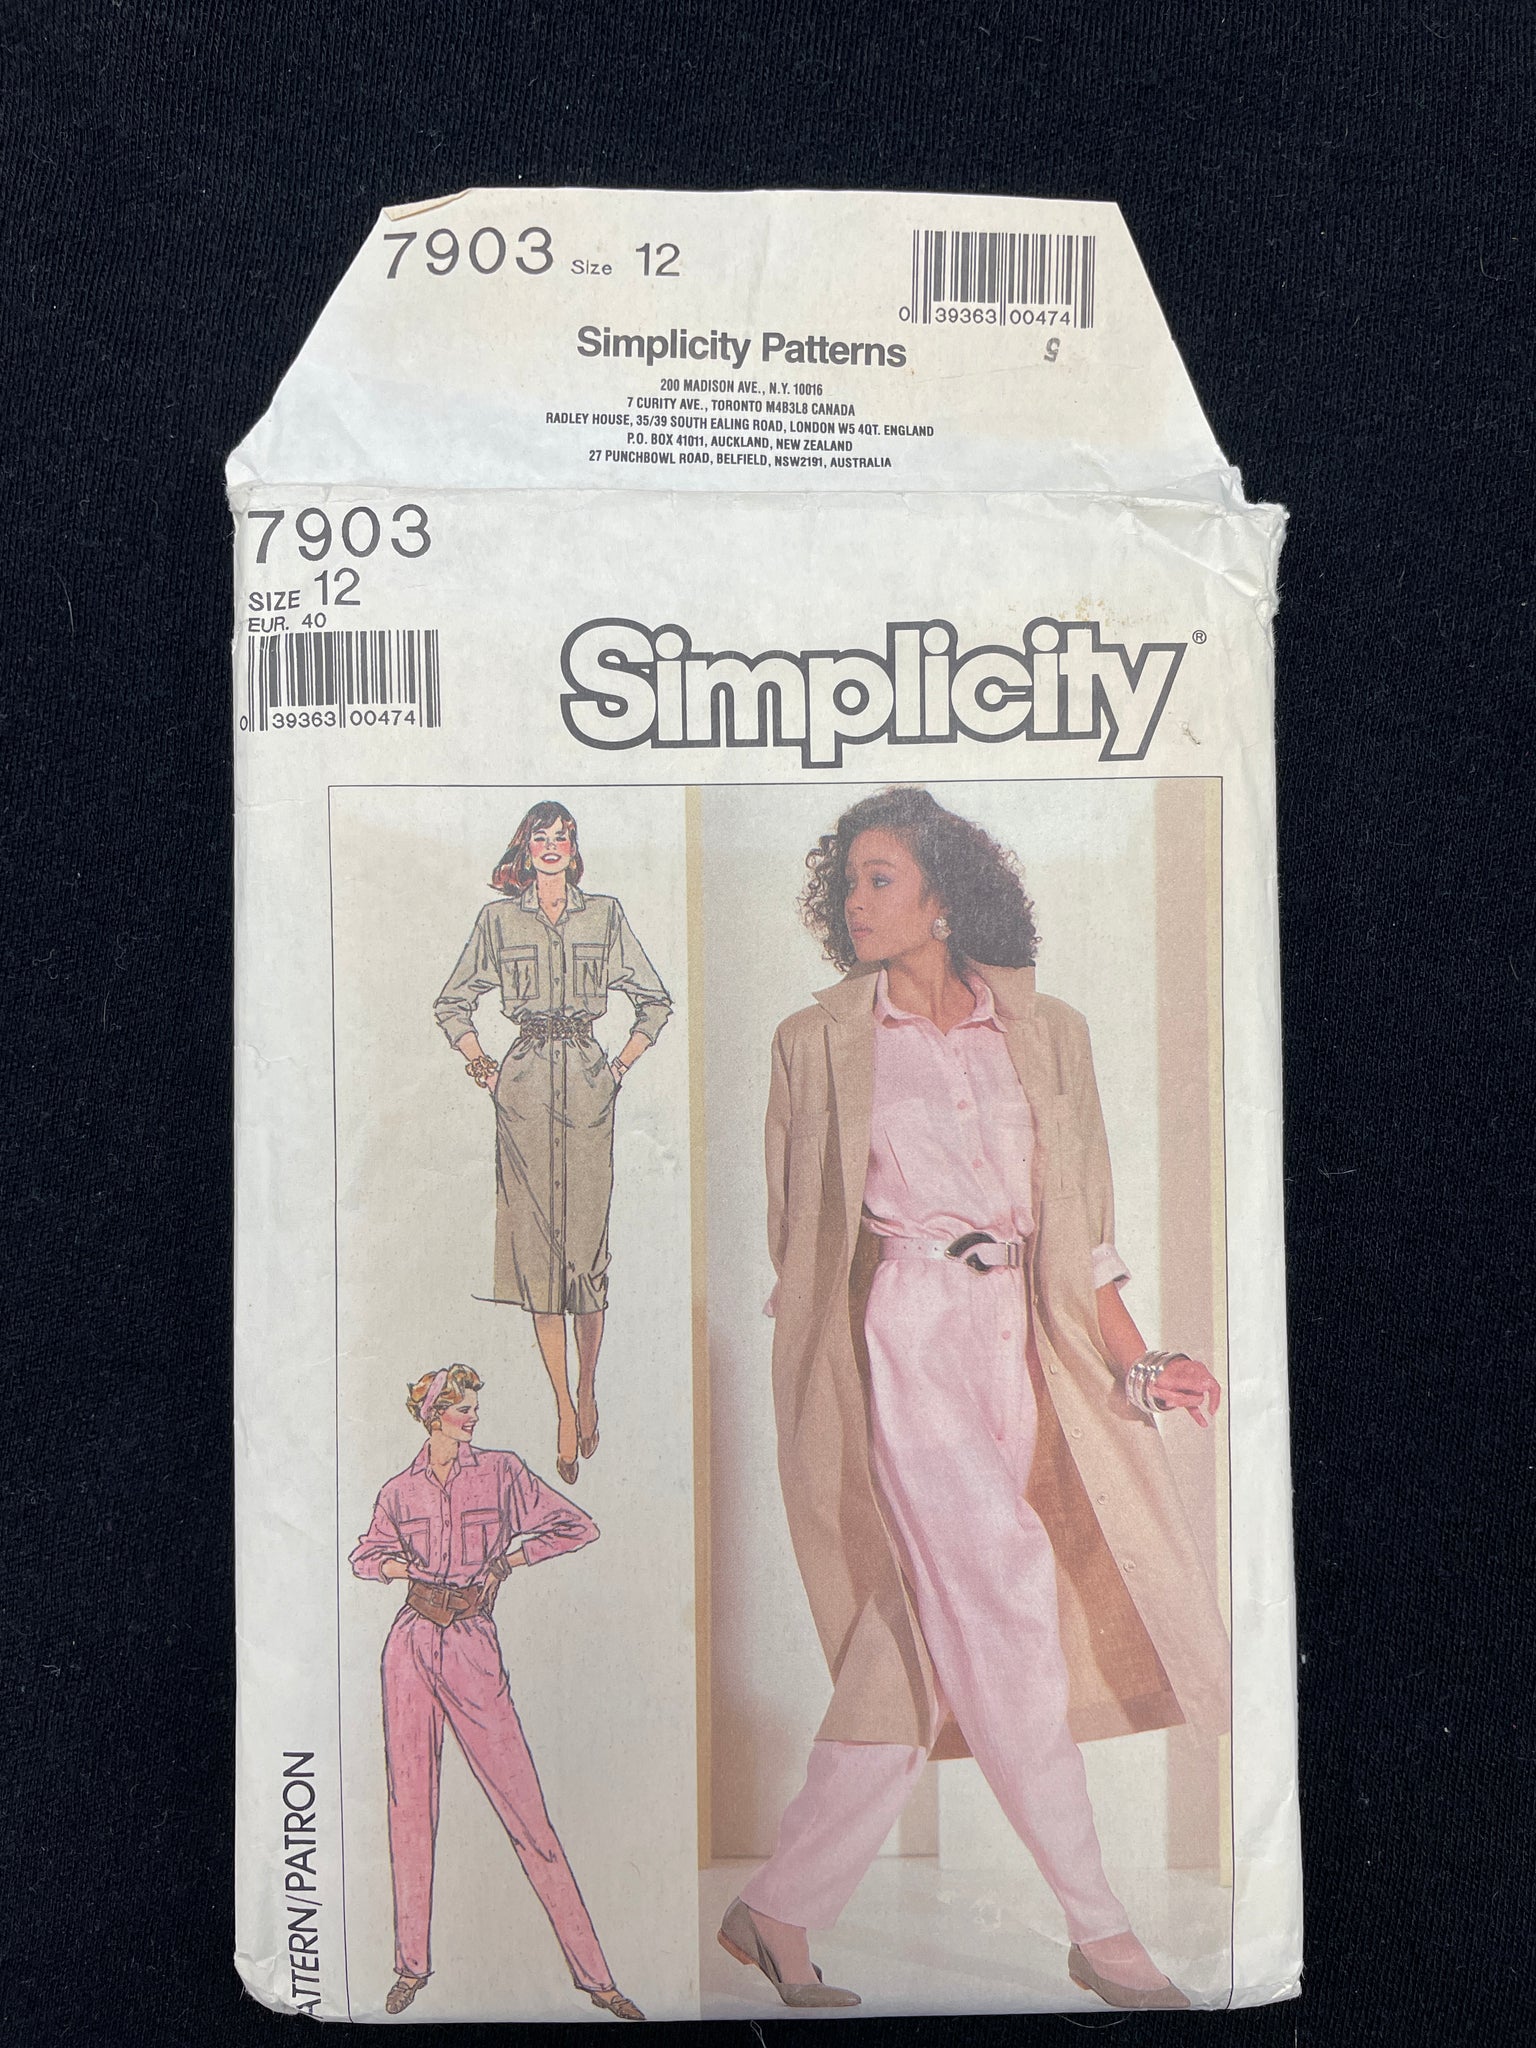 7903 Size 12
0 39363 00474
9
Simplicity Patterns
200 MADISON AVE., N.Y. 10016
7 CURITY AVE., TORONTO M4B3L8 CANADA
RADLEY HOUSE, 35/39 SOUTH EALING ROAD, LONDON W5 4QT. ENGLAND
P.O. BOX 41011, AUCKLAND, NEW ZEALAND
27 PUNCHBOWL ROAD, BELFIELD, NSW2191, AUSTRALIA
7903
SIZE 12
EUR. 40
0 39363 00474
Simplicity®
ATTERN/PATRON